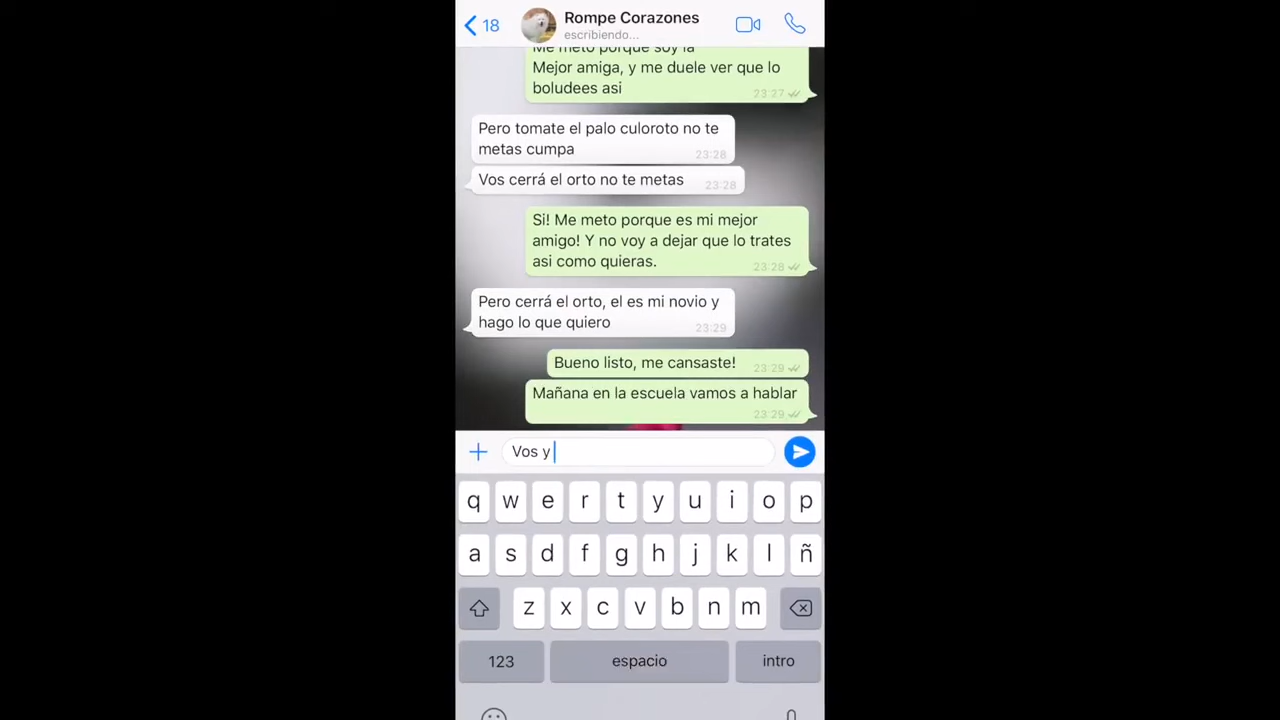 18
Rompe Corazones
escribiendo...
Me meto porque soy la
Mejor amiga, y me duele ver que lo
boludees asi
23:27
Pero tomate el palo culoroto no te
metas cumpa
23:28
Vos cerrá el orto no te metas
23:28
Si! Me meto porque es mi mejor
amigo! Y no voy a dejar que lo trates
asi como quieras.
23:28
Pero cerrá el orto, el es mi novio y
hago lo que quiero
23:29
Bueno listo, me cansaste!
23:29
Mañana en la escuela vamos a hablar
23:29
Vos y
q w e r t y u i o p
a s d f g h j k l ñ
z x c v b n m
123 espacio intro